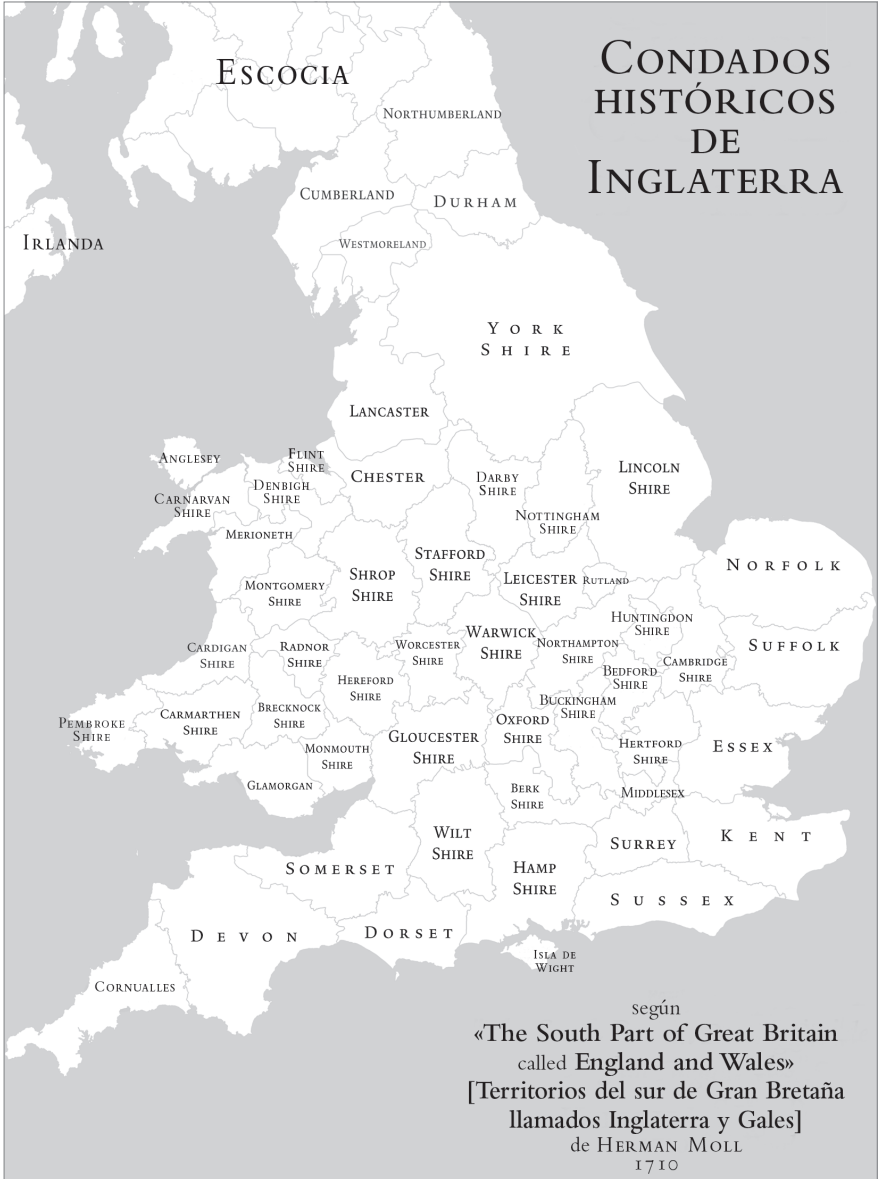 CONDADOS
HISTÓRICOS
DE
INGLATERRA
ESCOCIA
NORTHUMBERLAND
CUMBERLAND
DURHAM
IRLANDA
WESTMORELAND
YORK
SHIRE
LANCASTER
ANGLESEY
FLINT
SHIRE
CHESTER
DARBY
SHIRE
LINCOLN
SHIRE
CARNARVAN
SHIRE
DENBIGH
SHIRE
NOTTINGHAM
SHIRE
MERIONETH
STAFFORD
SHIRE
NORFOLK
SHROP
SHIRE
LEICESTER
SHIRE
RUTLAND
MONTGOMERY
SHIRE
HUNTINGDON
SHIRE
WARWICK
SHIRE
SUFFOLK
CARDIGAN
SHIRE
RADNOR
SHIRE
WORCESTER
SHIRE
NORTHAMPTON
SHIRE
CAMBRIDGE
SHIRE
BEDFORD
SHIRE
HEREFORD
SHIRE
BUCKINGHAM
SHIRE
PEMBROKE
SHIRE
CARMARTHEN
SHIRE
BRECKNOCK
SHIRE
OXFORD
SHIRE
GLOUCESTER
SHIRE
HERTFORD
SHIRE
ESSEX
MONMOUTH
SHIRE
GLAMORGAN
BERK
SHIRE
MIDDLESEX
WILT
SHIRE
SURREY
KENT
SOMERSET
HAMP
SHIRE
SUSSEX
DEVON
DORSET
ISLA DE
WIGHT
CORNUALLES
según
«The South Part of Great Britain
called England and Wales»
[Territorios del sur de Gran Bretaña
llamados Inglaterra y Gales]
de HERMAN MOLL
1710